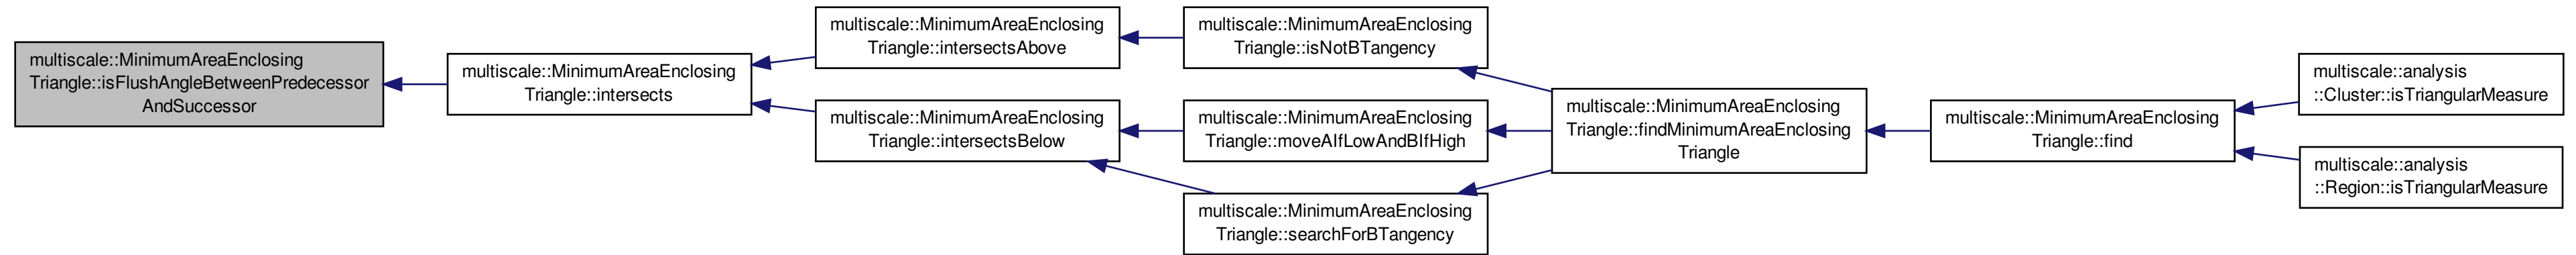 multiscale::MinimumAreaEnclosing
Triangle::isFlushAngleBetweenPredecessor
AndSuccessor
multiscale::MinimumAreaEnclosing
Triangle::intersects
multiscale::MinimumAreaEnclosing
Triangle::intersectsAbove
multiscale::MinimumAreaEnclosing
Triangle::intersectsBelow
multiscale::MinimumAreaEnclosing
Triangle::isNotBTangency
multiscale::MinimumAreaEnclosing
Triangle::moveAIfLowAndBIfHigh
multiscale::MinimumAreaEnclosing
Triangle::searchForBTangency
multiscale::MinimumAreaEnclosing
Triangle::findMinimumAreaEnclosing
Triangle
multiscale::MinimumAreaEnclosing
Triangle::find
multiscale::analysis
::Cluster::isTriangularMeasure
multiscale::analysis
::Region::isTriangularMeasure